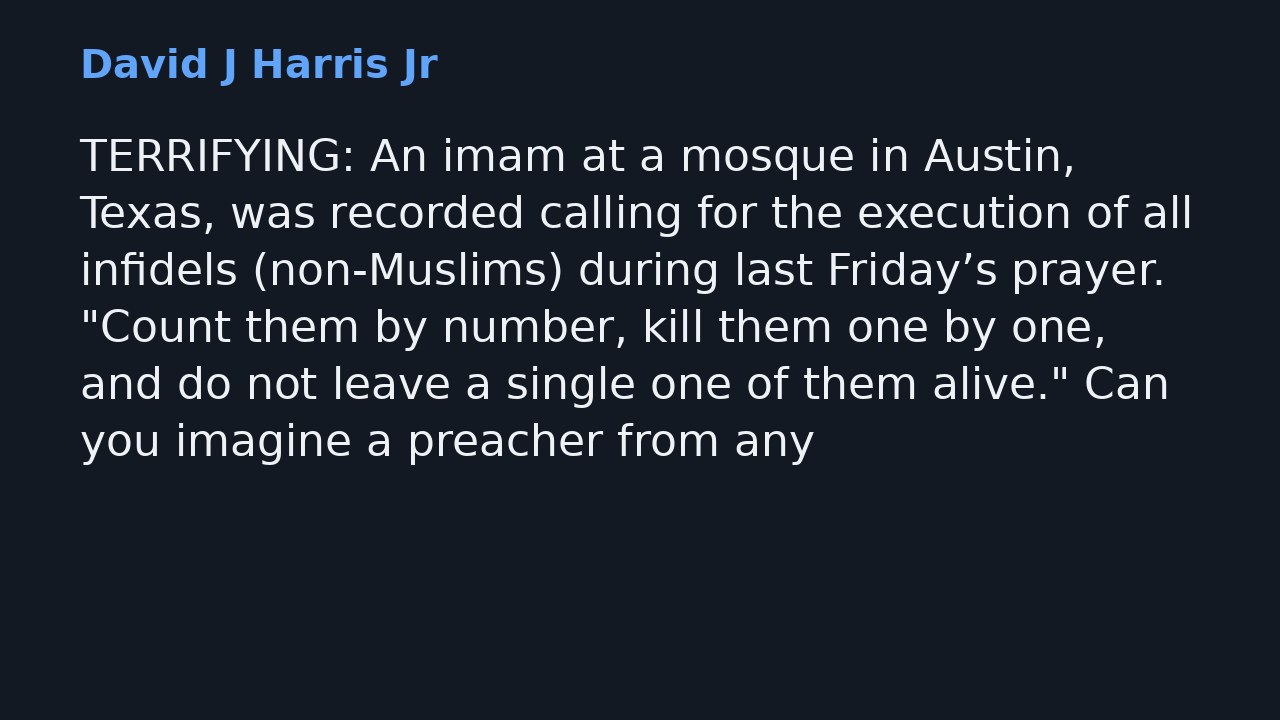 David J Harris Jr
TERRIFYING: An imam at a mosque in Austin,
Texas, was recorded calling for the execution of all
infidels (non-Muslims) during last Friday’s prayer.
"Count them by number, kill them one by one,
and do not leave a single one of them alive." Can
you imagine a preacher from any